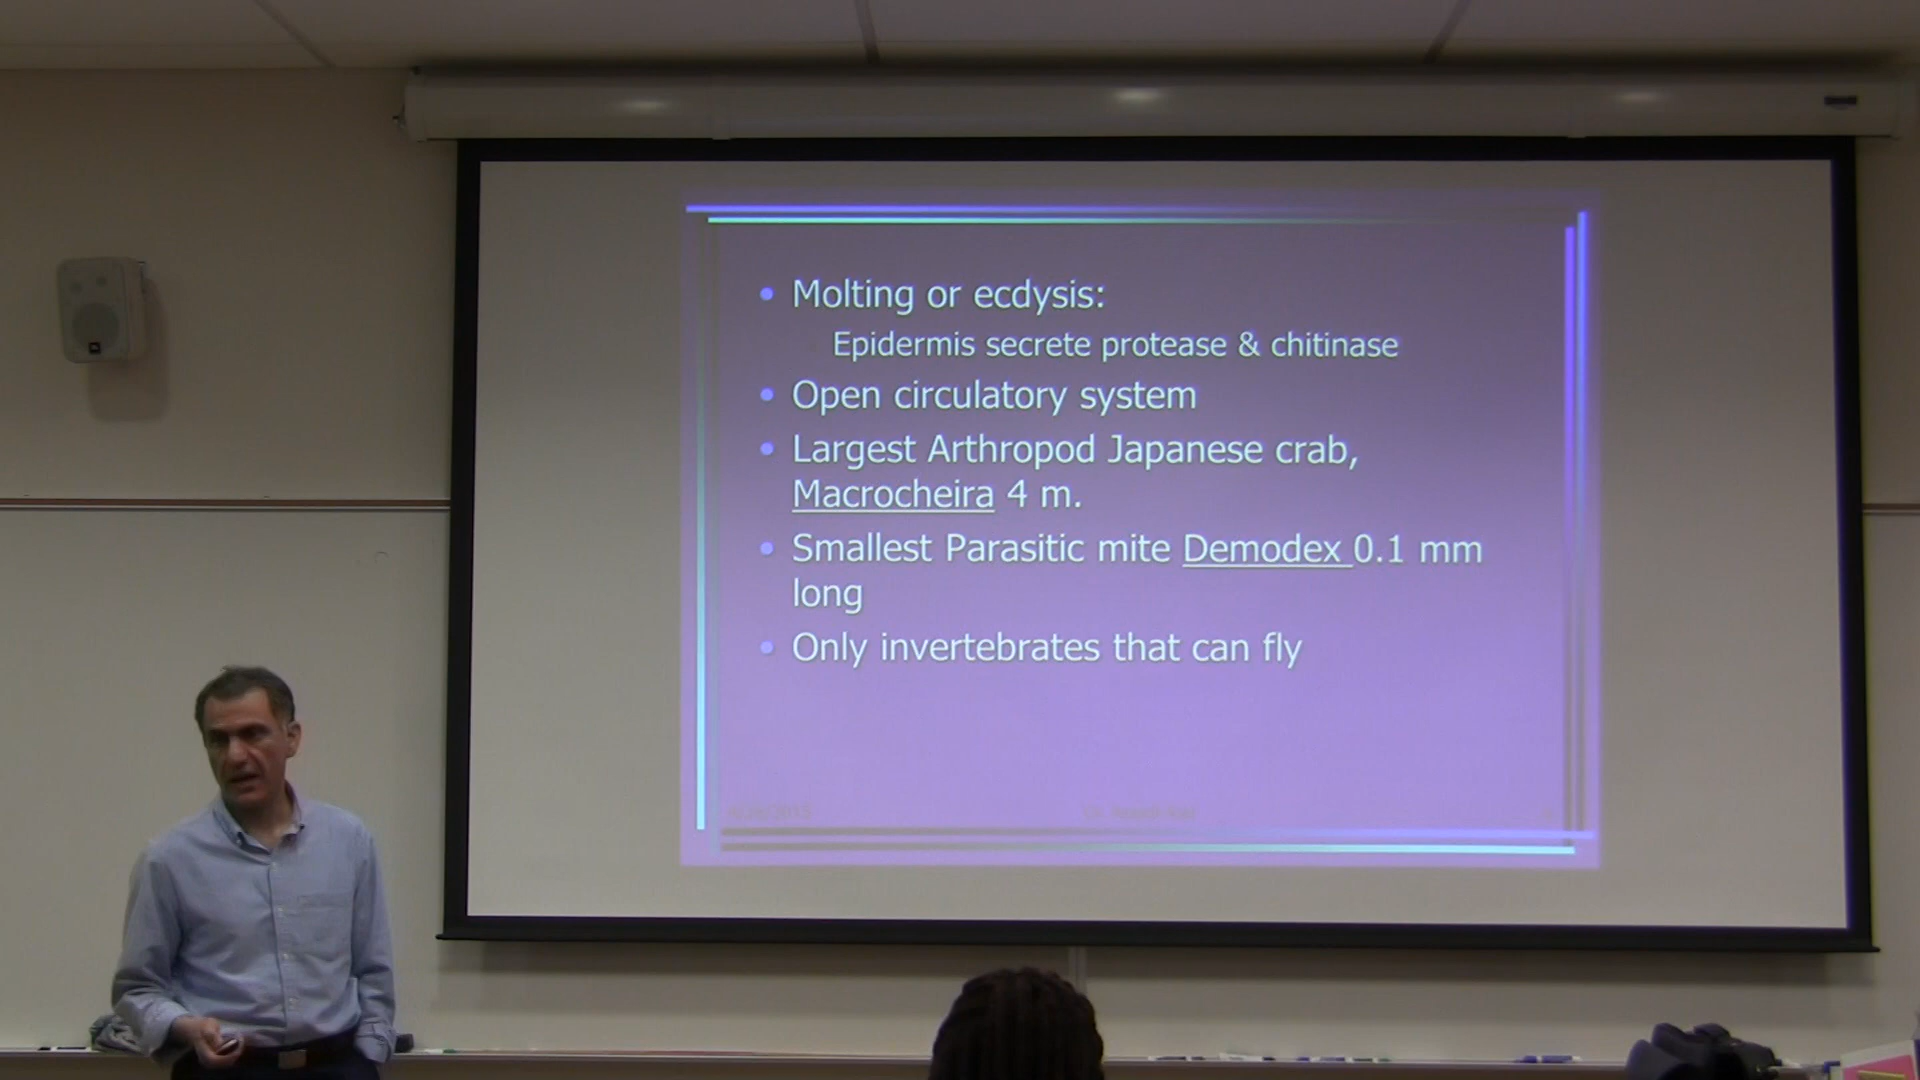 • Molting or ecdysis:
Epidermis secrete protease & chitinase
• Open circulatory system
• Largest Arthropod Japanese crab,
Macrocheira 4 m.
• Smallest Parasitic mite Demodex 0.1 mm
long
• Only invertebrates that can fly